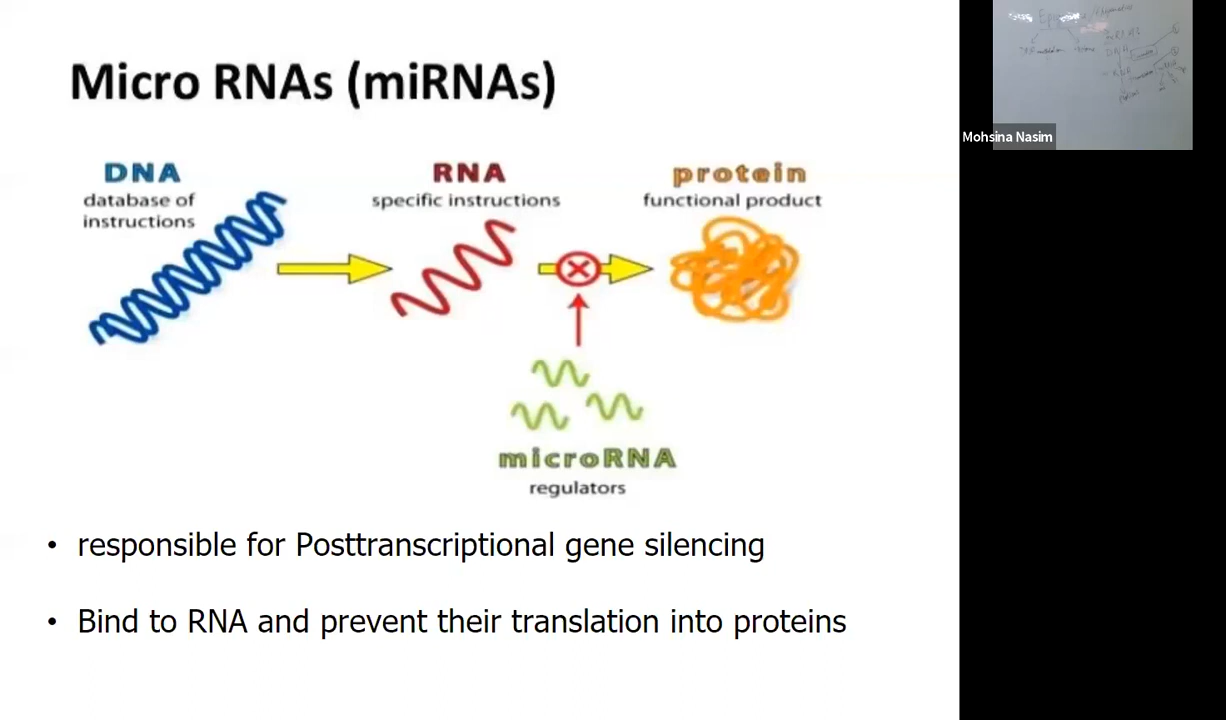 Micro RNAs (miRNAs)
DNA
database of
instructions
RNA
specific instructions
protein
functional product
microRNA
regulators
• responsible for Posttranscriptional gene silencing
• Bind to RNA and prevent their translation into proteins
Mohsina Nasim